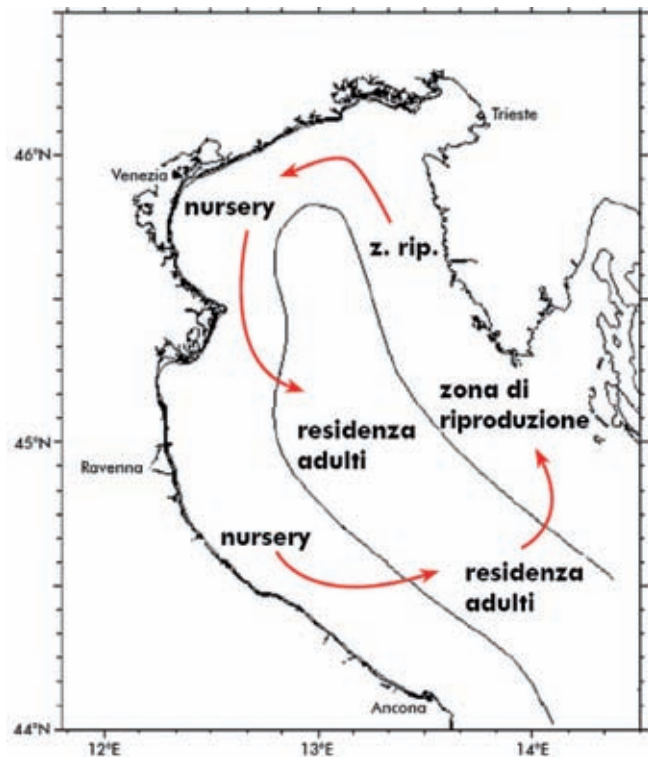 Trieste
46°N
Venezia
nursery
z. rip.
zona di
riproduzione
residenza
adulti
45°N
Ravenna
nursery
residenza
adulti
Ancona
44°N
12°E
13°E
14°E